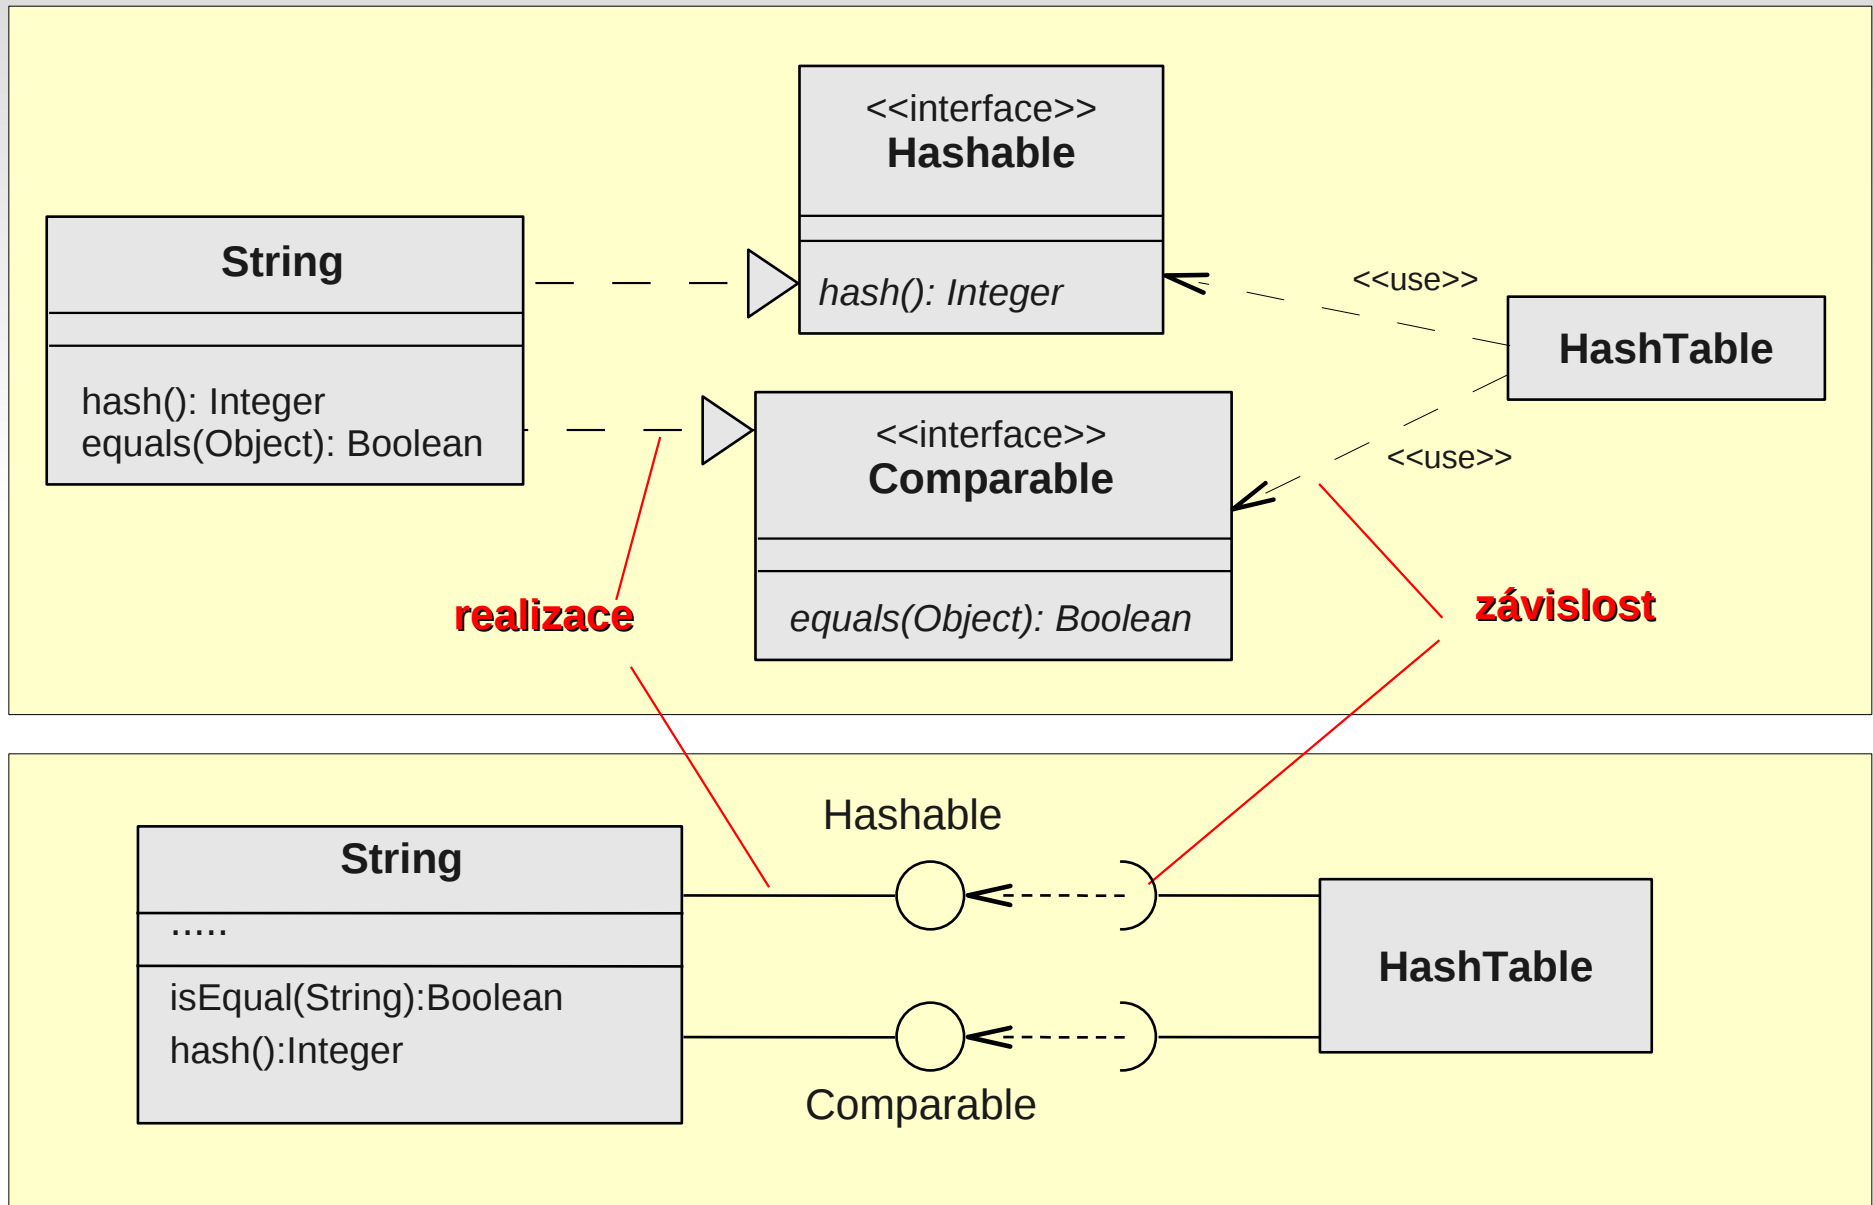 <<interface>>
Hashable
hash(): Integer
String
hash(): Integer
equals(Object): Boolean
<<use>>
HashTable
<<interface>>
Comparable
equals(Object): Boolean
<<use>>
realizace
závislost
Hashable
String
.....
isEqual(String):Boolean
hash():Integer
HashTable
Comparable